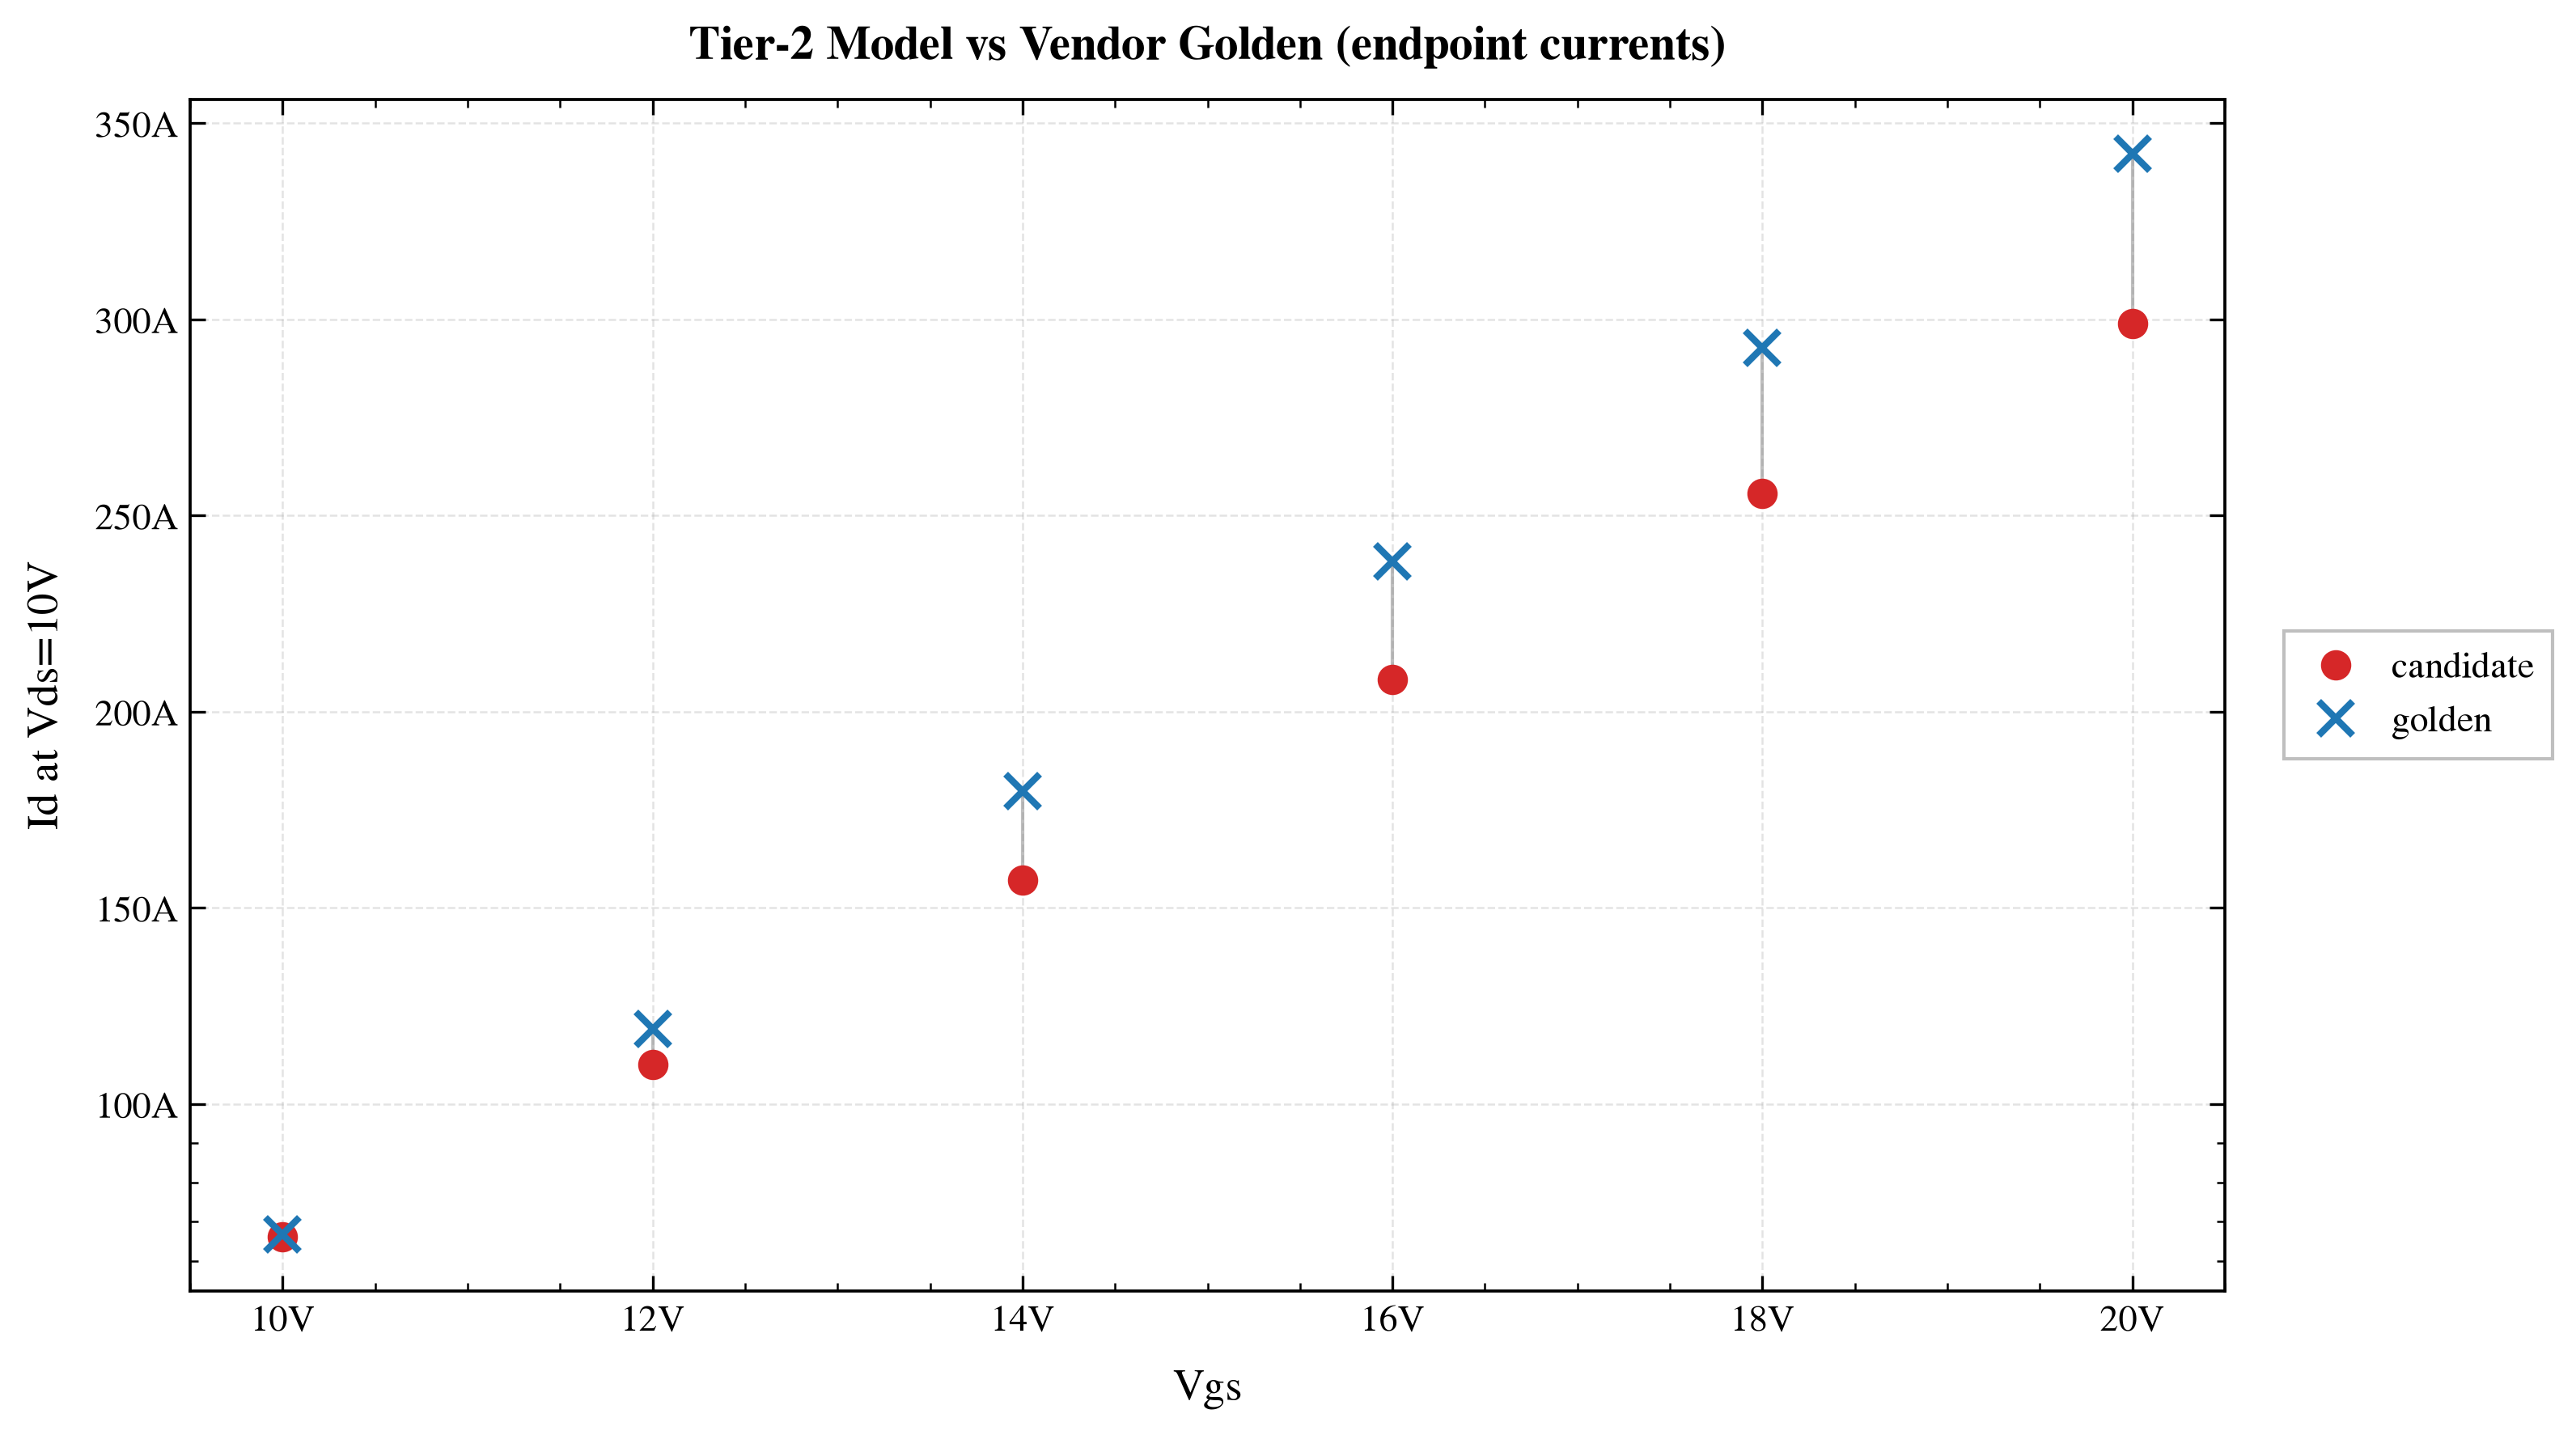 Tier-2 Model vs Vendor Golden (endpoint currents)
350A
300A
250A
200A
150A
100A
Id at Vds=10V
10V
12V
14V
16V
18V
20V
Vgs
candidate
golden